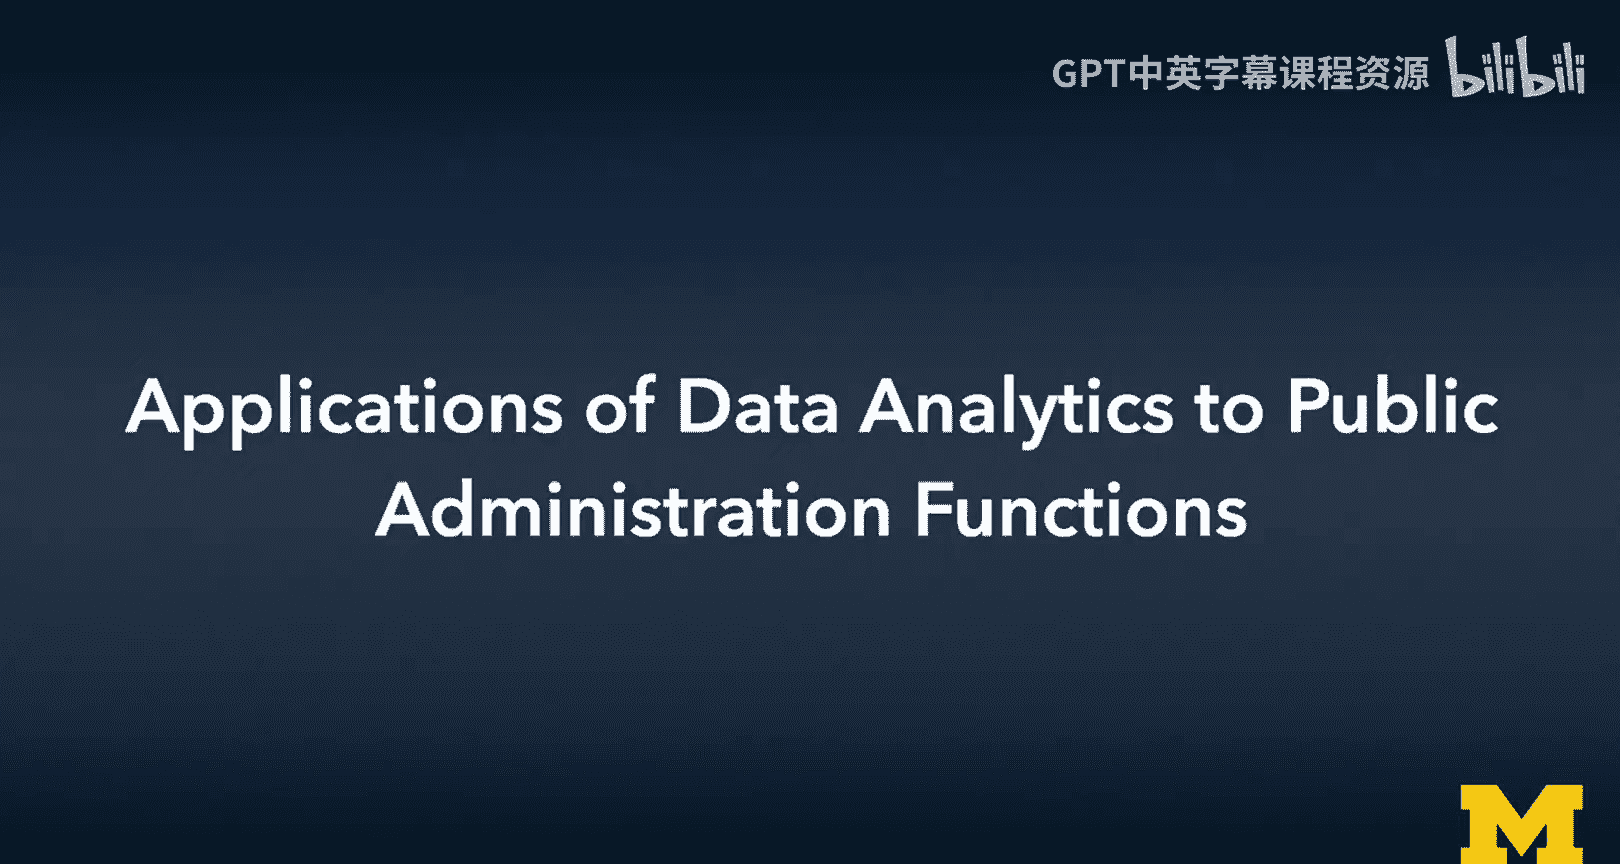 GPT中英字幕课程资源 bilibili
Applications of Data Analytics to Public
Administration Functions
M